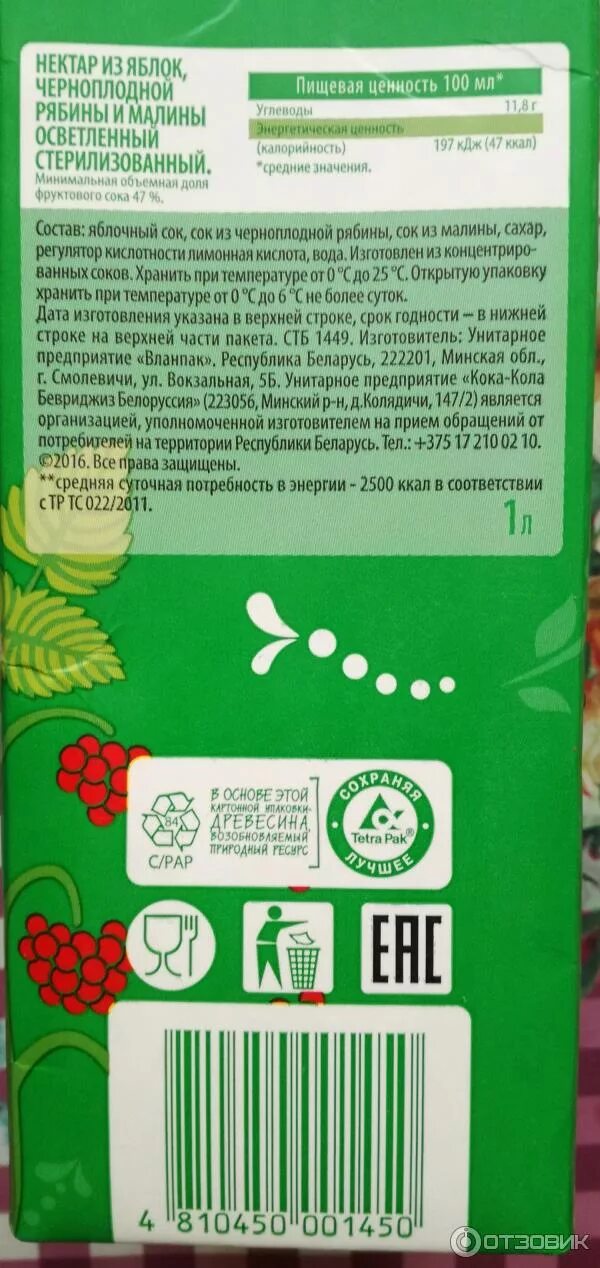 НЕКТАР ИЗ ЯБЛОК,
ЧЕРНОПЛОДНОЙ
РЯБИНЫ И МАЛИНЫ
ОСВЕТЛЕННЫЙ
СТЕРИЛИЗОВАННЫЙ.
Минимальная объемная доля
фруктового сока 47 %.
Пищевая ценность 100 мл*
Углеводы 11,8 г
Энергетическая ценность
(калорийность) 197 кДж (47 ккал)
*средние значения.
Состав: яблочный сок, сок из черноплодной рябины, сок из малины, сахар,
регулятор кислотности лимонная кислота, вода. Изготовлен из концентриро-
ванных соков. Хранить при температуре от 0 °C до 25 °C. Открытую упаковку
хранить при температуре от 0 °C до 6 °C не более суток.
Дата изготовления указана в верхней строке, срок годности – в нижней
строке на верхней части пакета. СТБ 1449. Изготовитель: Унитарное
предприятие «Вланпак». Республика Беларусь, 222201, Минская обл.,
г. Смолевичи, ул. Вокзальная, 5Б. Унитарное предприятие «Кока-Кола
Бевриджиз Белоруссия» (223056, Минский р-н, д.Колядичи, 147/2) является
организацией, уполномоченной изготовителем на прием обращений от
потребителей на территории Республики Беларусь. Тел.: +375 17 210 02 10.
©2016. Все права защищены.
**средняя суточная потребность в энергии - 2500 ккал в соответствии
с ТР ТС 022/2011.
1 л
84
C/PAP
В ОСНОВЕ ЭТОЙ
КАРТОННОЙ УПАКОВКИ-
ДРЕВЕСИНА,
ВОЗОБНОВЛЯЕМЫЙ
ПРИРОДНЫЙ РЕСУРС
СОХРАНЯЯ
Tetra Pak®
ЛУЧШЕЕ
EAC
4 810450 001450
ОТЗОВИК